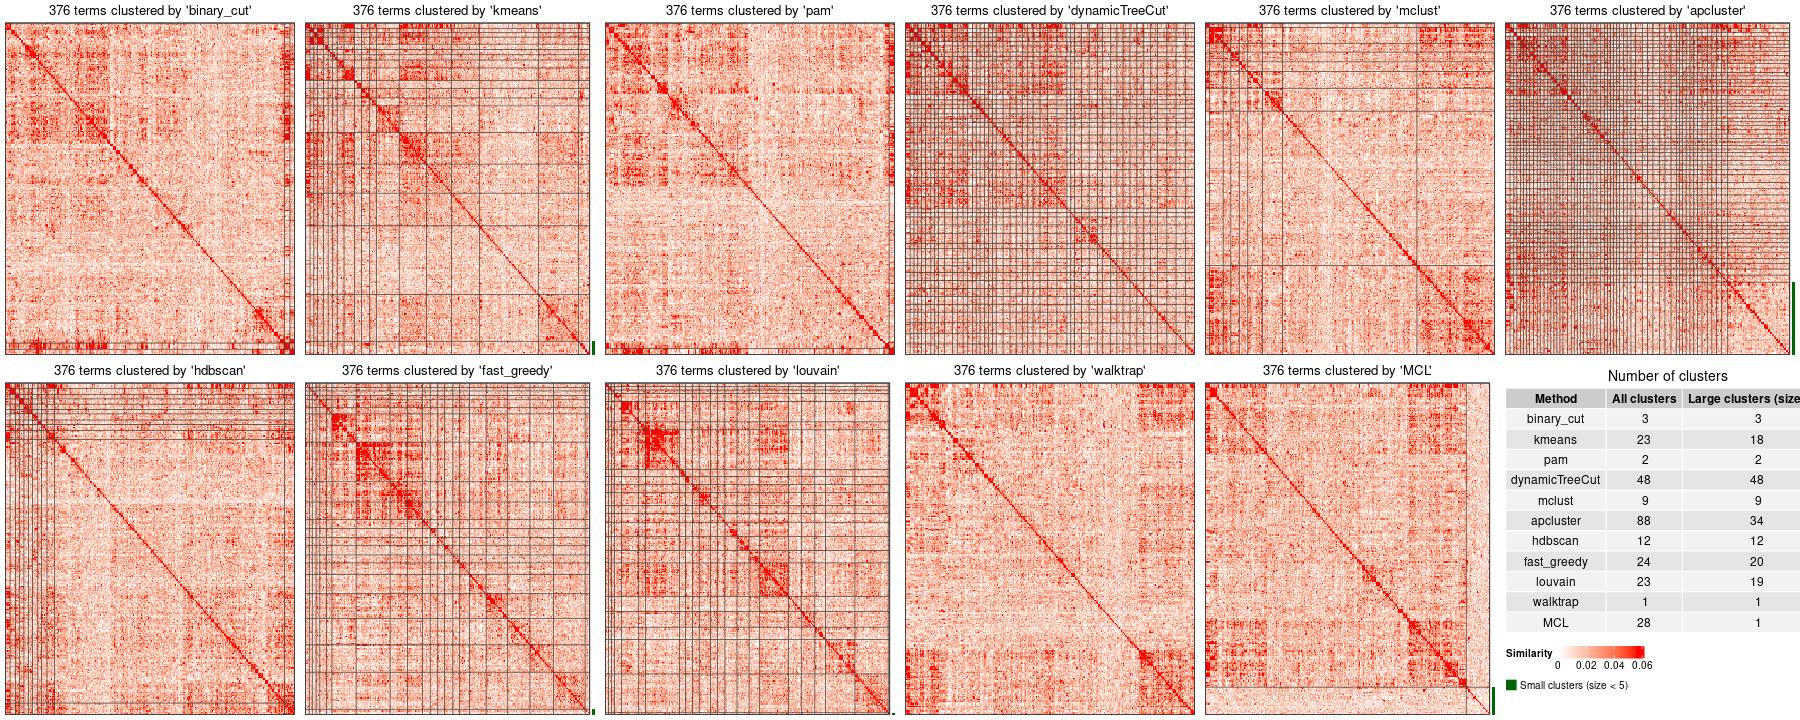 376 terms clustered by 'binary_cut'
376 terms clustered by 'kmeans'
376 terms clustered by 'pam'
376 terms clustered by 'dynamicTreeCut'
376 terms clustered by 'mclust'
376 terms clustered by 'apcluster'
376 terms clustered by 'hdbscan'
376 terms clustered by 'fast_greedy'
376 terms clustered by 'louvain'
376 terms clustered by 'walktrap'
376 terms clustered by 'MCL'
Number of clusters
Method All clusters Large clusters (size
binary_cut 3 3
kmeans 23 18
pam 2 2
dynamicTreeCut 48 48
mclust 9 9
apcluster 88 34
hdbscan 12 12
fast_greedy 24 20
louvain 23 19
walktrap 1 1
MCL 28 1
Similarity
0 0.02 0.04 0.06
Small clusters (size < 5)